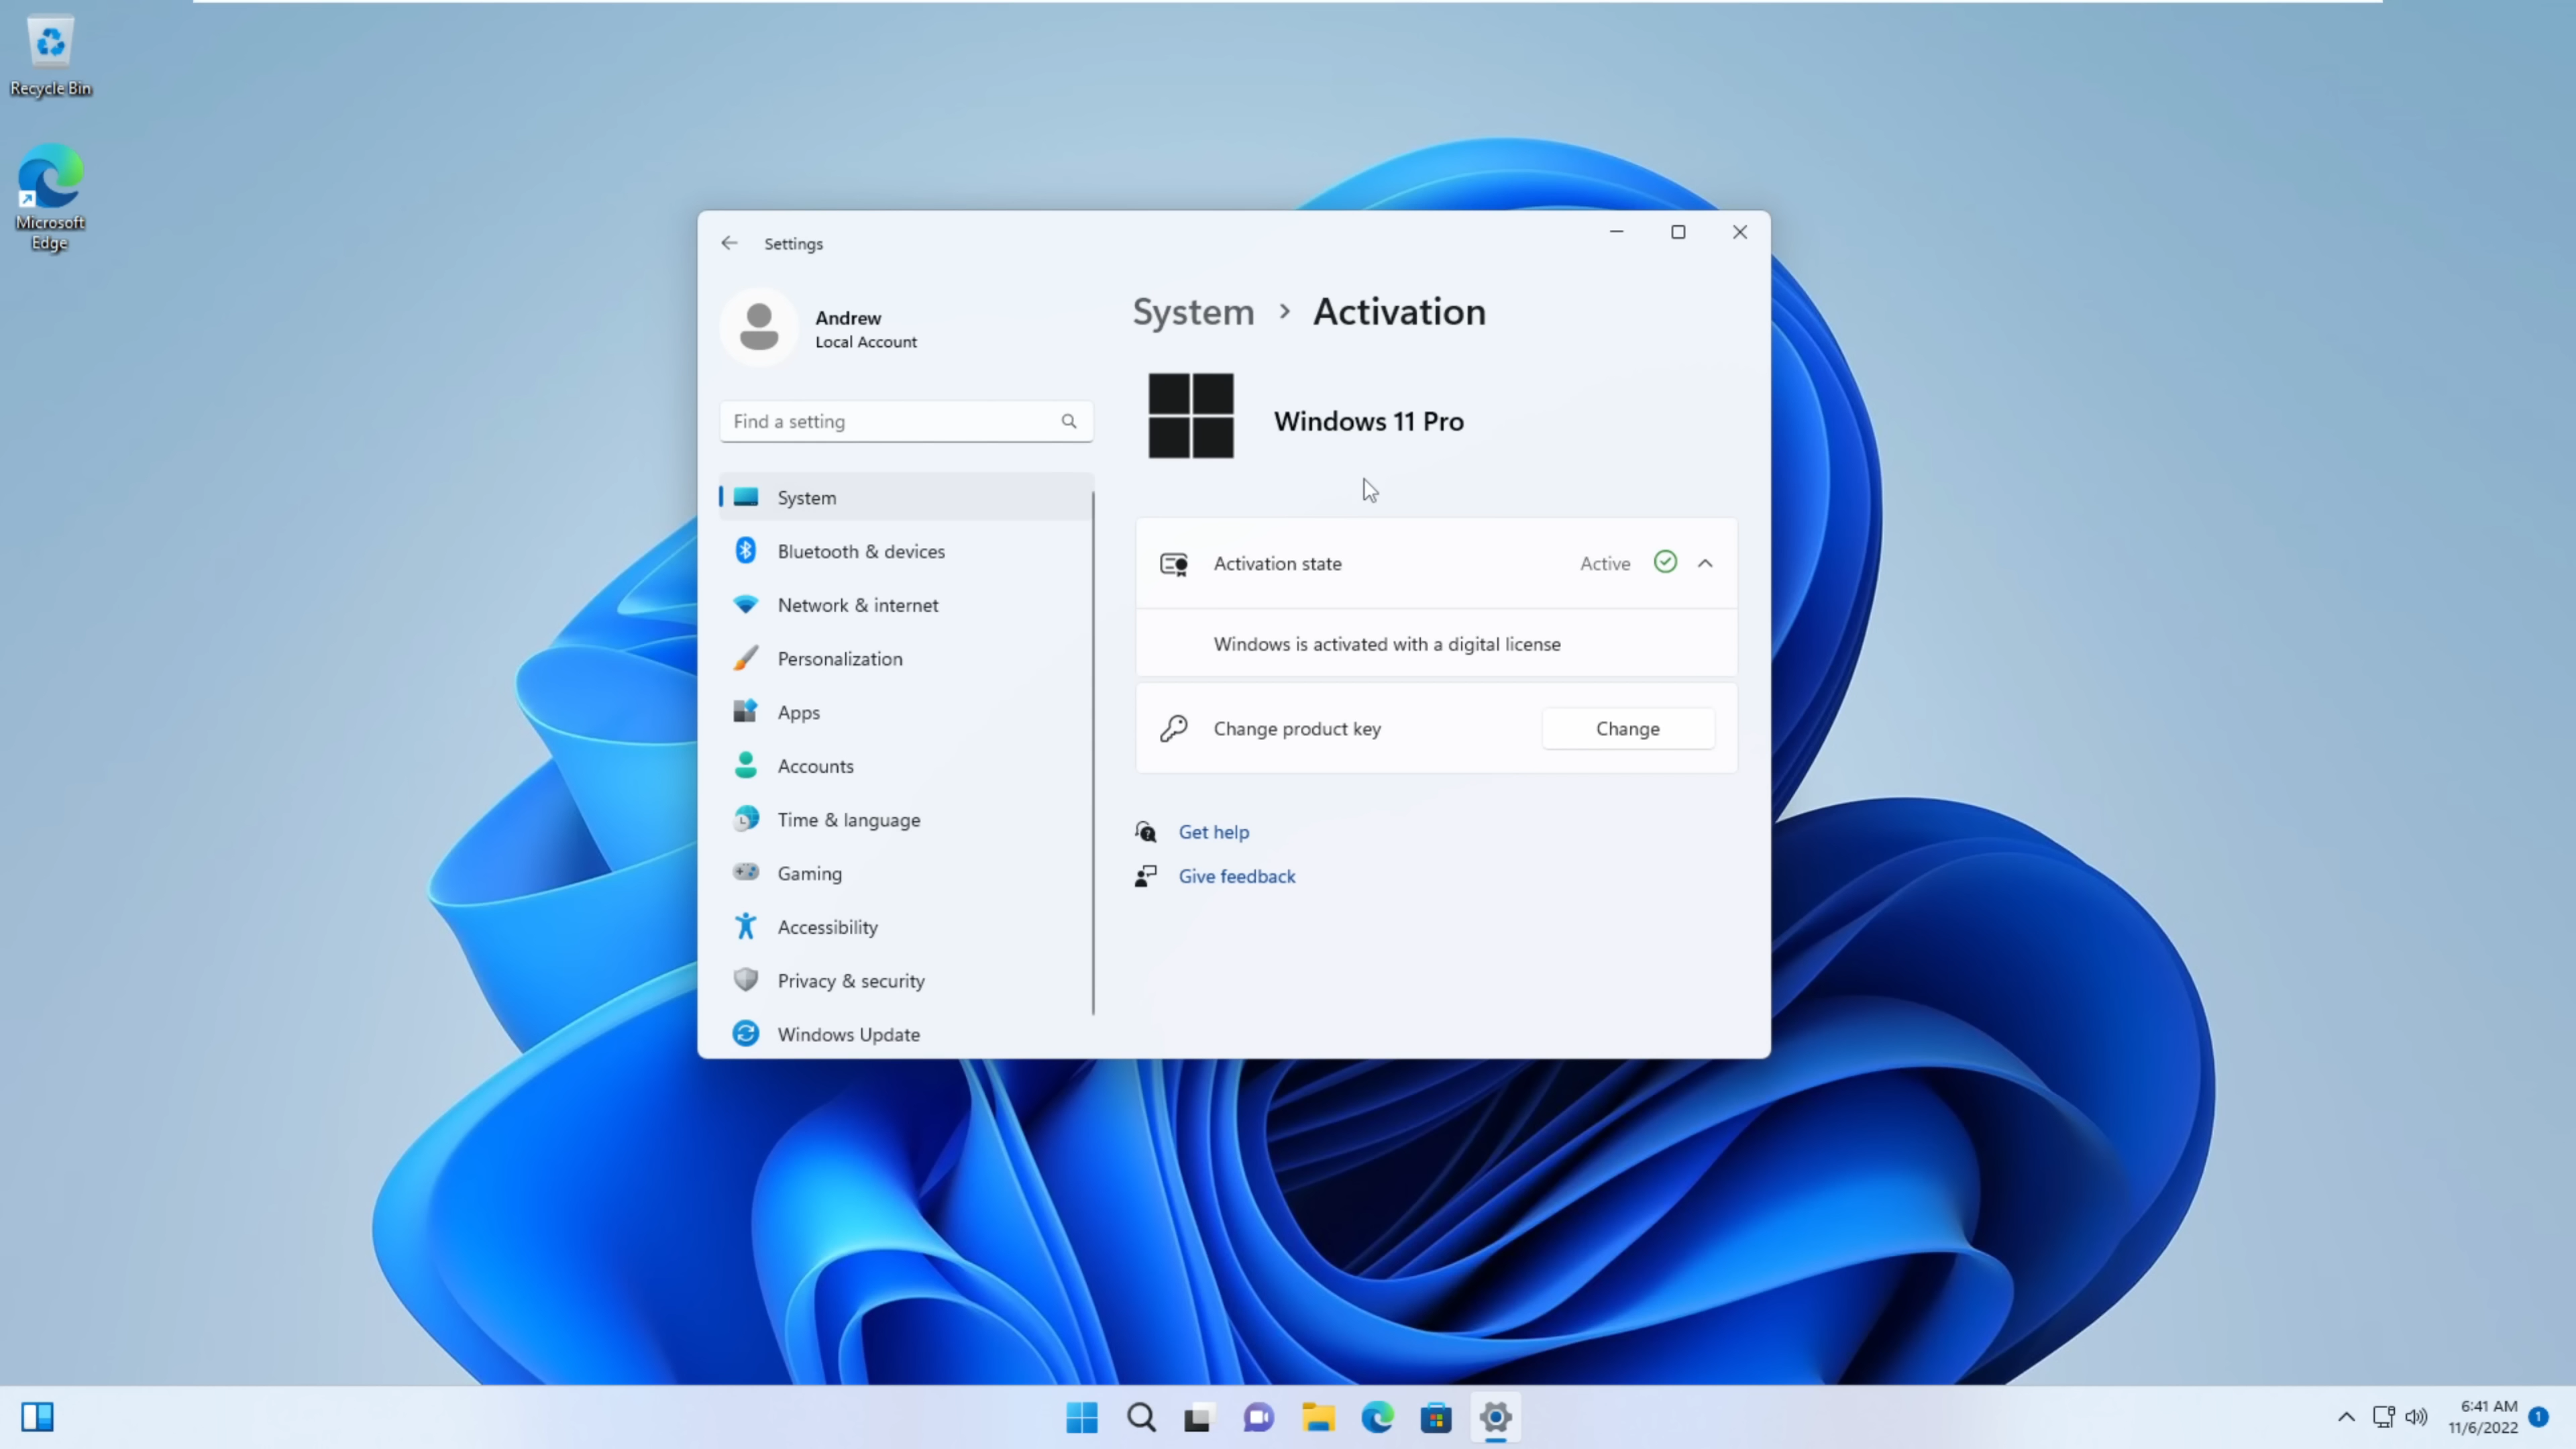 Recycle Bin
Microsoft
Edge
Settings
Andrew
Local Account
Find a setting
System
Bluetooth & devices
Network & internet
Personalization
Apps
Accounts
Time & language
Gaming
Accessibility
Privacy & security
Windows Update
System > Activation
Windows 11 Pro
Activation state Active
Windows is activated with a digital license
Change product key Change
Get help
Give feedback
6:41 AM
11/6/2022
1